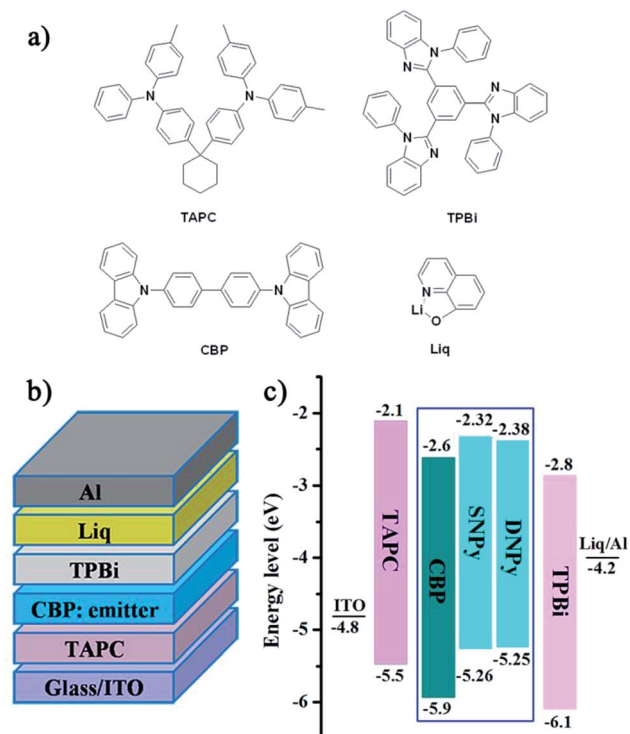 a)
N
N
TAPC
N
N
N
N
N
N
TPBi
N
N
CBP
N
Li
O
Liq
b)
Al
Liq
TPBi
CBP: emitter
TAPC
Glass/ITO
c)
Energy level (eV)
-2
-3
-4
-5
-6
ITO
-4.8
-2.1
TAPC
-5.5
-2.6
CBP
-5.9
-2.32
SNPy
-5.26
-2.38
DNPy
-5.25
-2.8
TPBi
-6.1
Liq/Al
-4.2